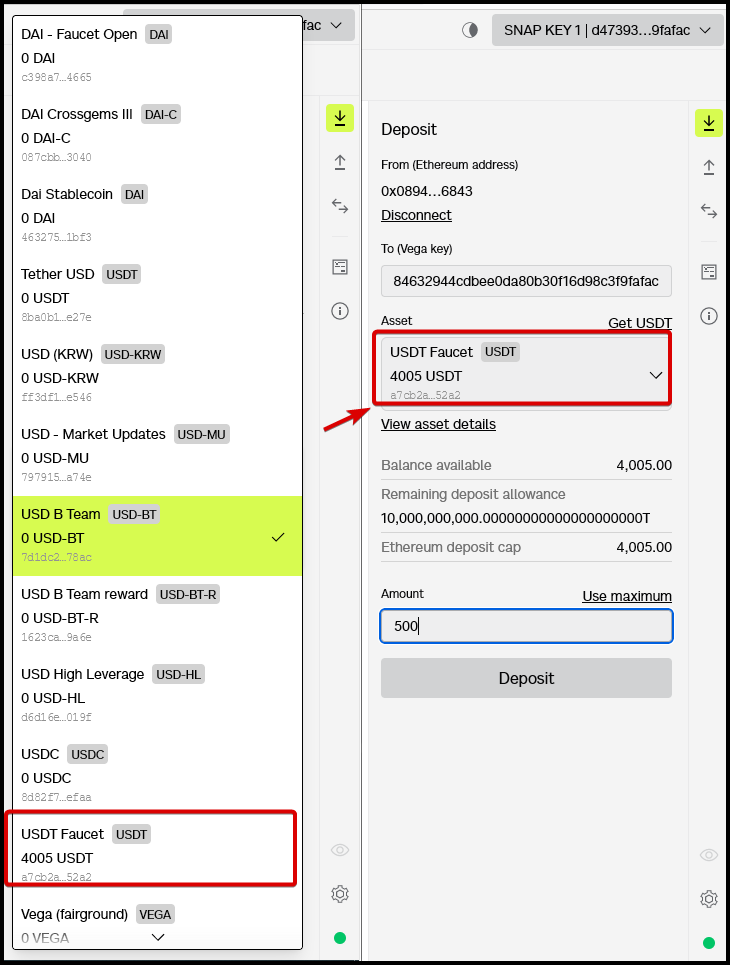 DAI - Faucet Open DAI
0 DAI
c398a7…4665
DAI Crossgems III DAI-C
0 DAI-C
087cbb…3040
Dai Stablecoin DAI
0 DAI
463275…1bf3
Tether USD USDT
0 USDT
8ba0b1…e27e
USD (KRW) USD-KRW
0 USD-KRW
ff3df1…e546
USD - Market Updates USD-MU
0 USD-MU
797915…a74e
USD B Team USD-BT
0 USD-BT
7d1dc2…78ac
USD B Team reward USD-BT-R
0 USD-BT-R
1623ca…9a6e
USD High Leverage USD-HL
0 USD-HL
d6d16e…019f
USDC USDC
0 USDC
8d82f7…efaa
USDT Faucet USDT
4005 USDT
a7cb2a…52a2
Vega (fairground) VEGA
0 VEGA
fac
SNAP KEY 1 | d47393…9fafac
Deposit
From (Ethereum address)
0x0894…6843
Disconnect
To (Vega key)
84632944cdbee0da80b30f16d98c3f9fafac
Asset Get USDT
USDT Faucet USDT
4005 USDT
a7cb2a…52a2
View asset details
Balance available 4,005.00
Remaining deposit allowance
10,000,000,000.00000000000000000000T
Ethereum deposit cap 4,005.00
Amount Use maximum
500
Deposit